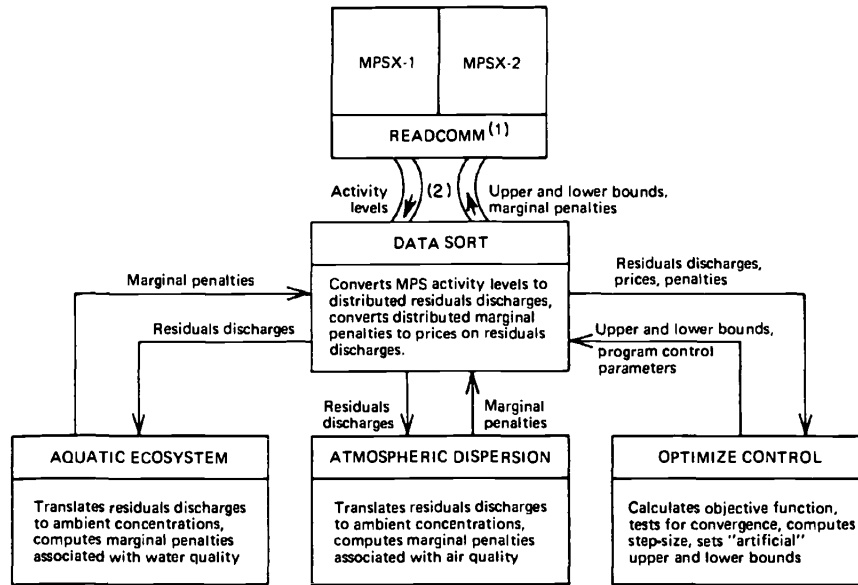 MPSX-1
MPSX-2
READCOMM(1)
(2)
Activity
levels
Upper and lower bounds,
marginal penalties
DATA SORT
Converts MPS activity levels to
distributed residuals discharges,
converts distributed marginal
penalties to prices on residuals
discharges.
Marginal penalties
Residuals discharges
Residuals discharges,
prices, penalties
Upper and lower bounds,
program control
parameters
Residuals
discharges
Marginal
penalties
AQUATIC ECOSYSTEM
Translates residuals discharges
to ambient concentrations,
computes marginal penalties
associated with water quality
ATMOSPHERIC DISPERSION
Translates residuals discharges
to ambient concentrations,
computes marginal penalties
associated with air quality
OPTIMIZE CONTROL
Calculates objective function,
tests for convergence, computes
step-size, sets "artificial"
upper and lower bounds